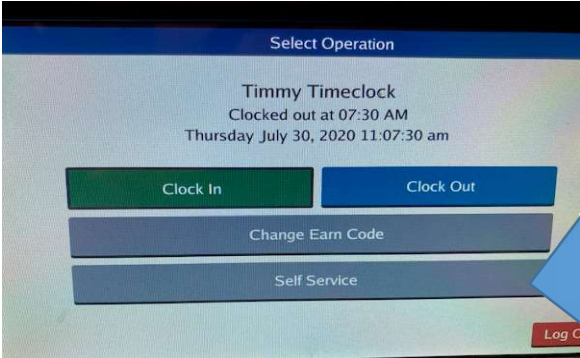 Select Operation
Timmy Timeclock
Clocked out at 07:30 AM
Thursday July 30, 2020 11:07:30 am
Clock In
Clock Out
Change Earn Code
Self Service
Log